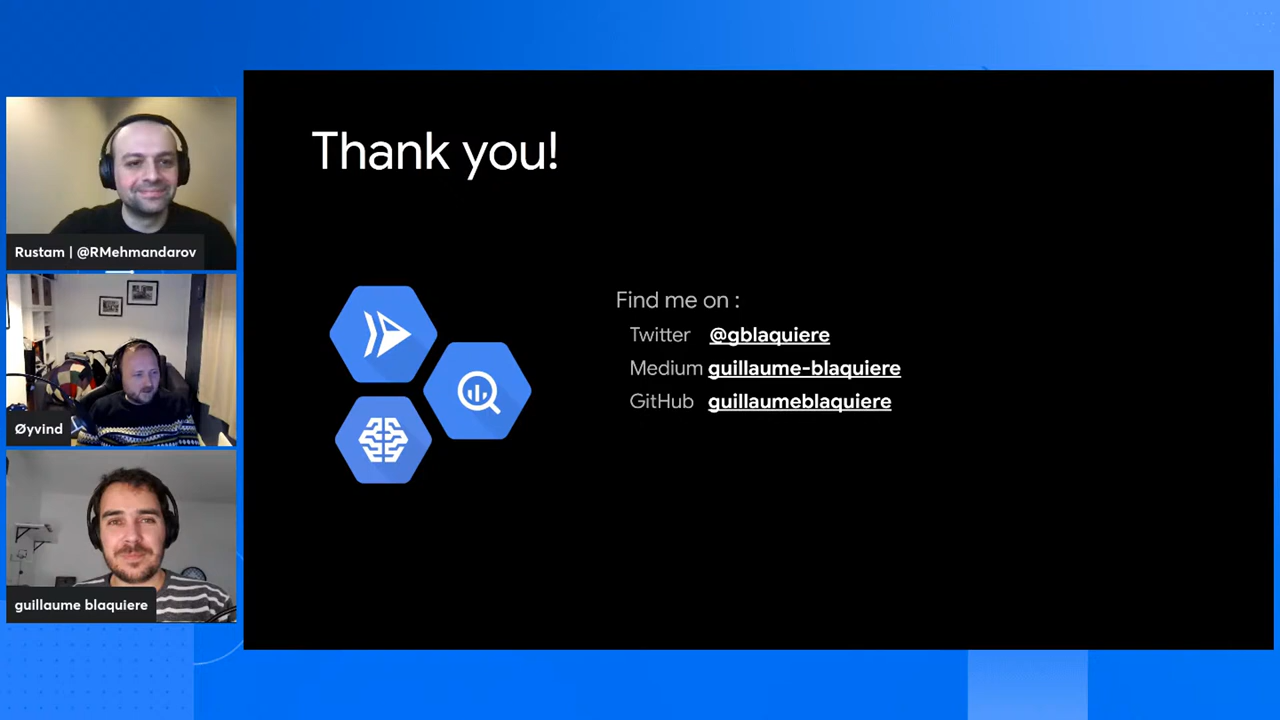 Thank you!
Rustam | @RMehmandarov
Find me on :
Twitter @gblaquiere
Medium guillaume-blaquiere
GitHub guillaumeblaquiere
Øyvind
guillaume blaquiere